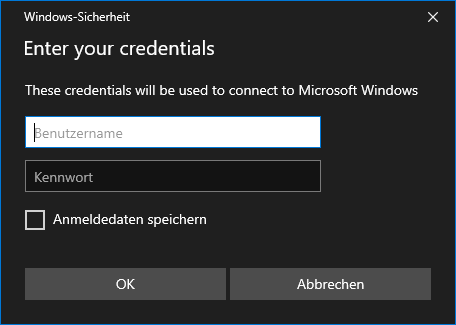 Windows-Sicherheit
Enter your credentials
These credentials will be used to connect to Microsoft Windows
Benutzername
Kennwort
Anmeldedaten speichern
OK
Abbrechen